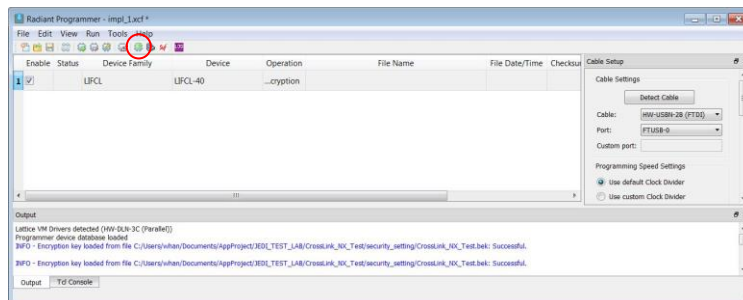 Radiant Programmer - impl_1.xcf *
File Edit View Run Tools Help
Enable Status Device Family Device Operation File Name File Date/Time Checksu
1 LIFCL LIFCL-40 ...cryption
Cable Setup
Cable Settings
Detect Cable
Cable: HW-USBN-2B (FTDI)
Port: FTUSB-0
Custom port:
Programming Speed Settings
Use default Clock Divider
Use custom Clock Divider
Output
Lattice VM Drivers detected (HW-DLN-3C (Parallel))
Programmer device database loaded
INFO - Encryption key loaded from file C:/Users/whan/Documents/AppProject/JEDI_TEST_LAB/CrossLink_NX_Test/security_setting/CrossLink_NX_Test.bek: Successful.
INFO - Encryption key loaded from file C:/Users/whan/Documents/AppProject/JEDI_TEST_LAB/CrossLink_NX_Test/security_setting/CrossLink_NX_Test.bek: Successful.
Output Tcl Console